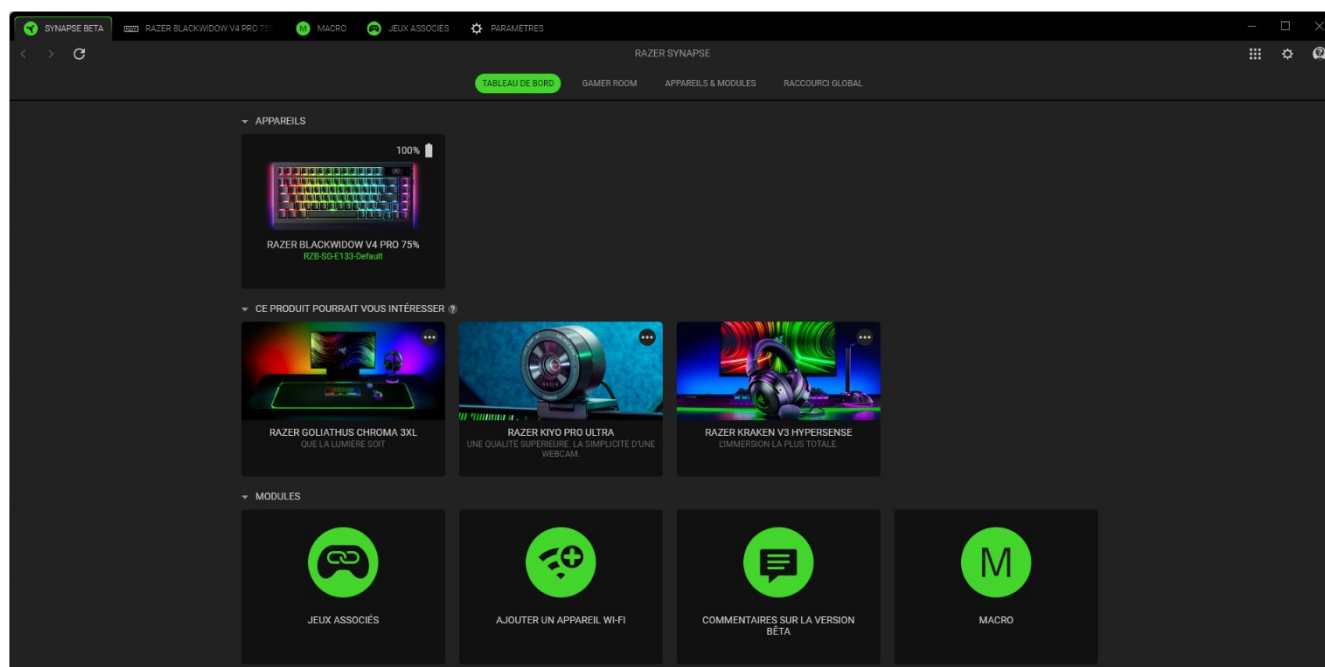 SYNAPSE BETA
RAZER BLACKWIDOW V4 PRO 75%
M
MACRO
JEUX ASSOCIÉS
PARAMETRES
RAZER SYNAPSE
TABLEAU DE BORD
GAMER ROOM
APPAREILS & MODULES
RACCOURCI GLOBAL
APPAREILS
100%
RAZER BLACKWIDOW V4 PRO 75%
RZB-SG-E133-Default
CE PRODUIT POURRAIT VOUS INTÉRESSER ?
RAZER GOLIATHUS CHROMA 3XL
QUE LA LUMIÈRE SOIT
RAZER KIYO PRO ULTRA
UNE QUALITÉ SUPÉRIEURE. LA SIMPLICITÉ D'UNE
WEBCAM.
RAZER KRAKEN V3 HYPERSENSE
L'IMMERSION LA PLUS TOTALE.
MODULES
JEUX ASSOCIÉS
AJOUTER UN APPAREIL WI-FI
COMMENTAIRES SUR LA VERSION
BÊTA
M
MACRO